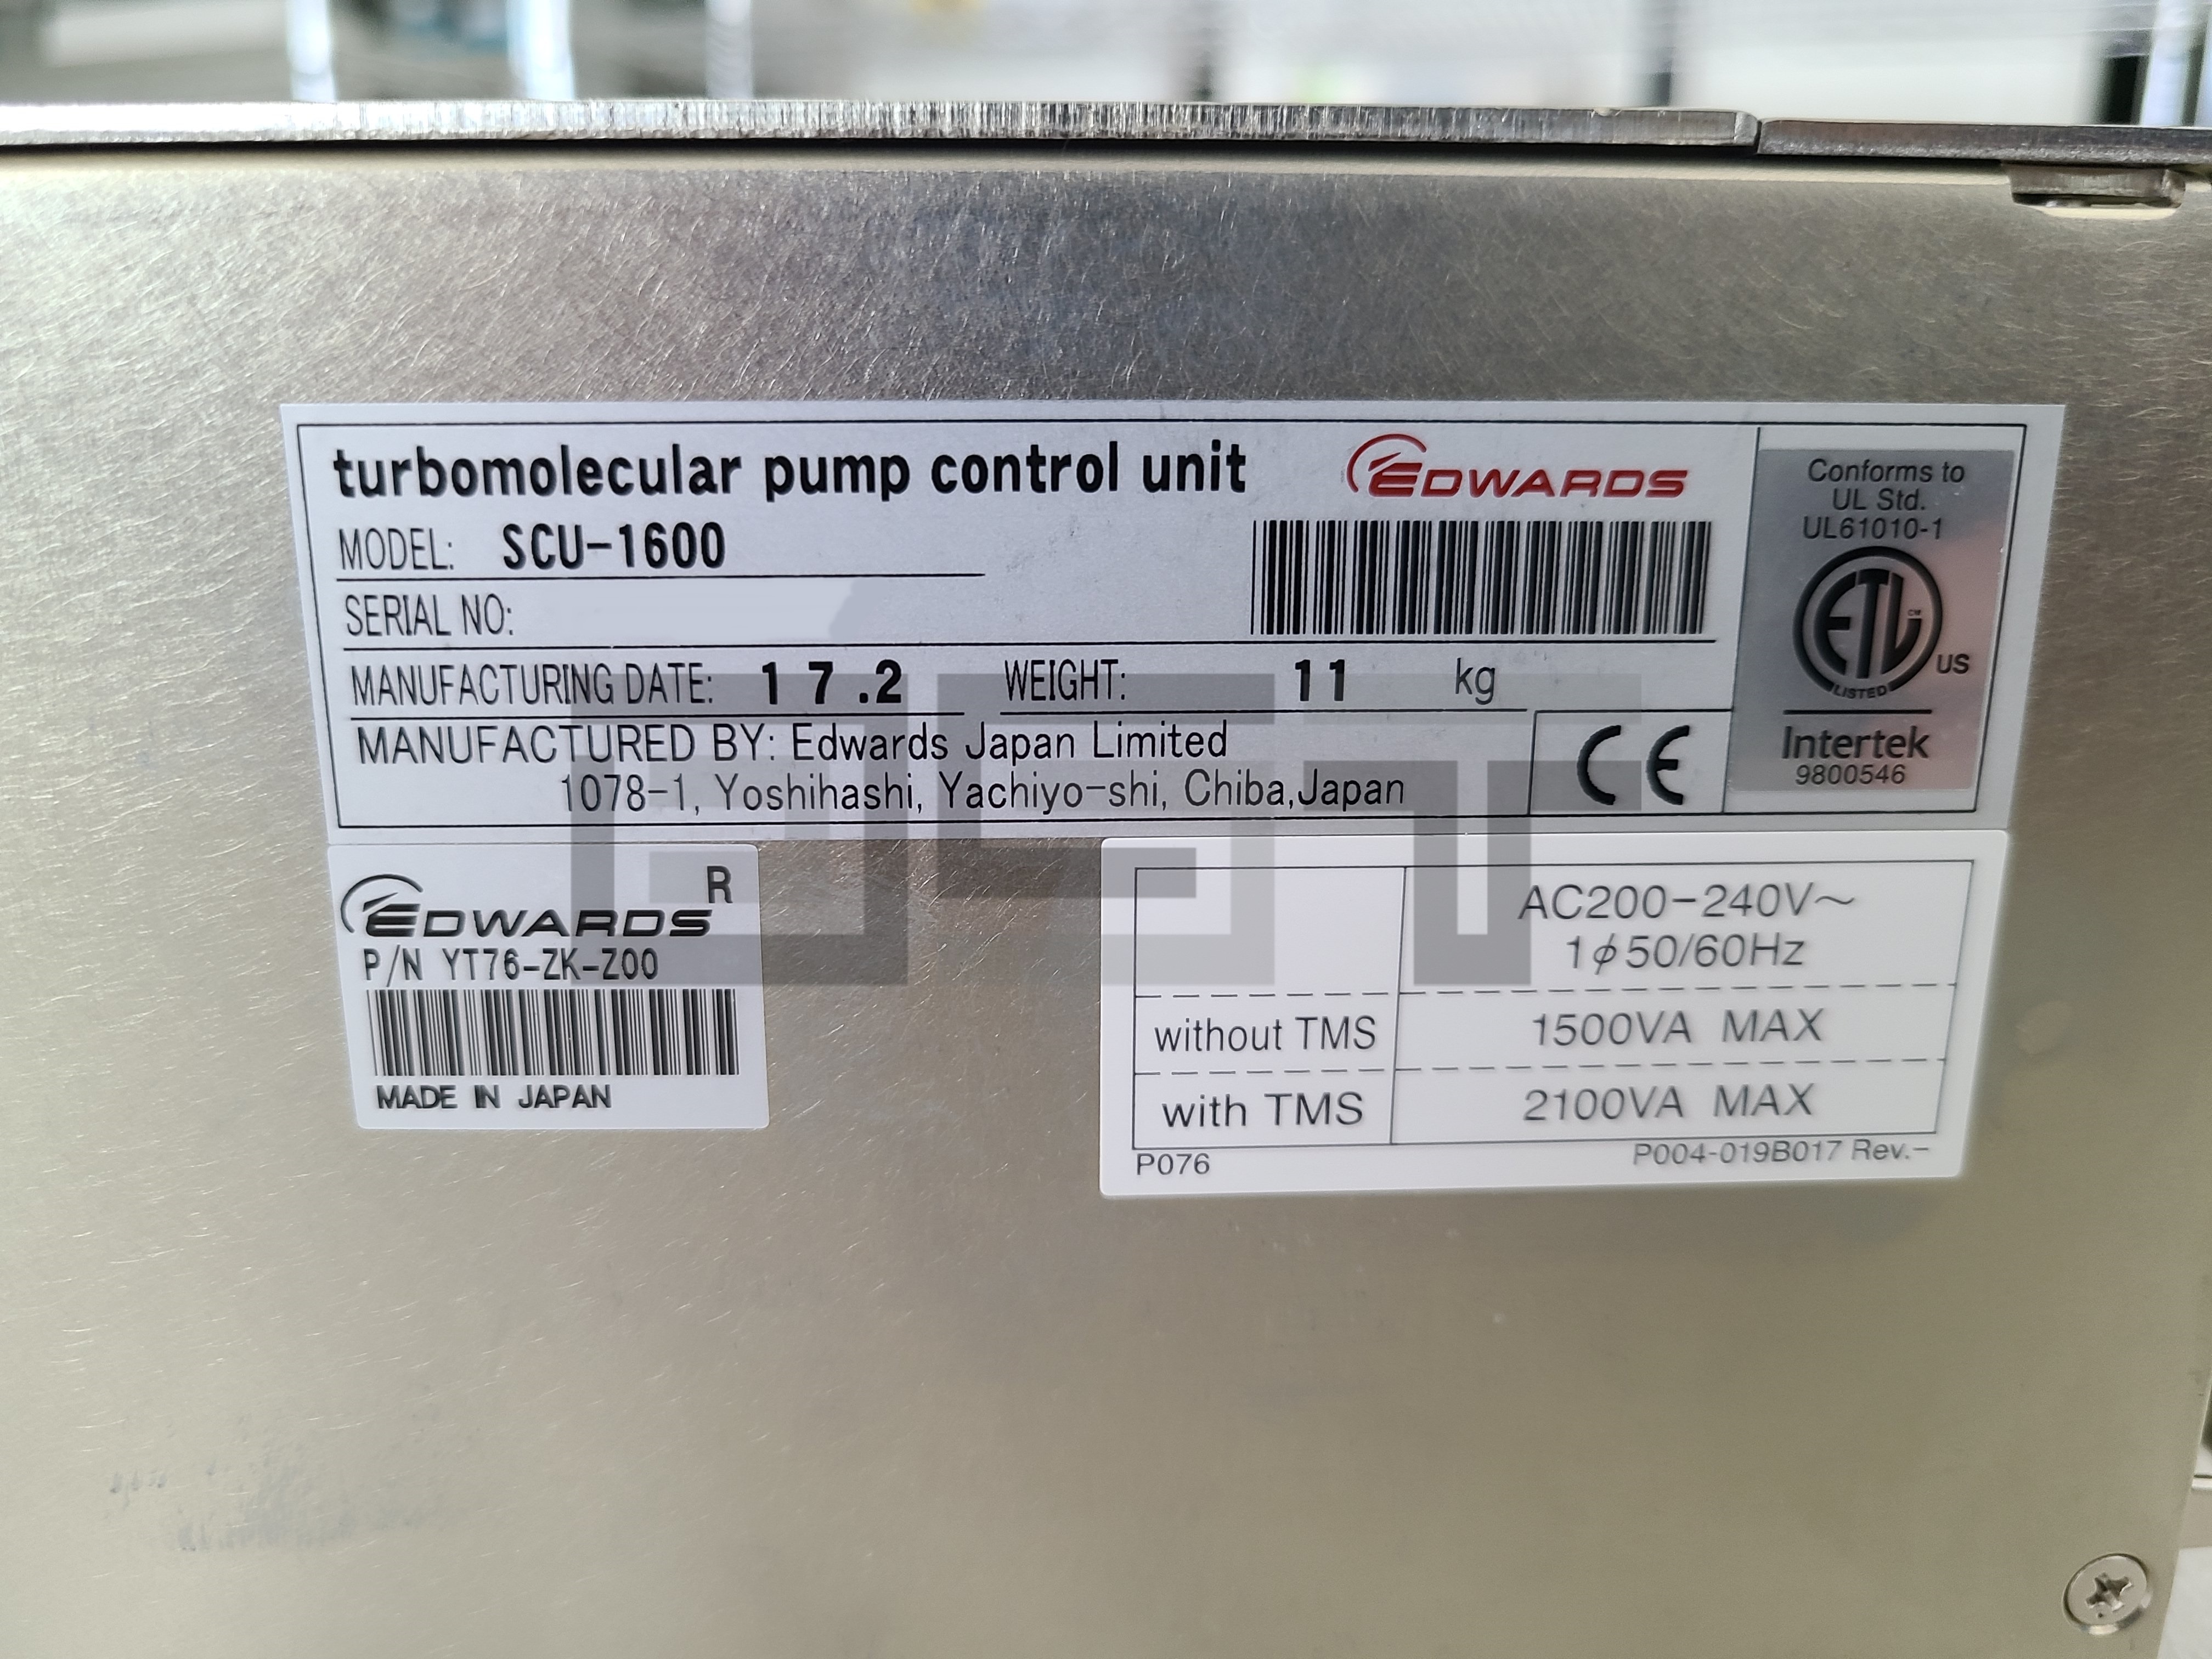 turbomolecular pump control unit
EDWARDS
MODEL: SCU-1600
SERIAL NO:
MANUFACTURING DATE: 17.2 WEIGHT: 11 kg
MANUFACTURED BY: Edwards Japan Limited
1078-1, Yoshihashi, Yachiyo-shi, Chiba,Japan
CE
Conforms to
UL Std.
UL61010-1
ETL CM
LISTED
US
Intertek
9800546
EDWARDS R
P/N YT76-ZK-Z00
MADE IN JAPAN
AC200-240V~
1φ50/60Hz
without TMS 1500VA MAX
with TMS 2100VA MAX
P076 P004-019B017 Rev.-